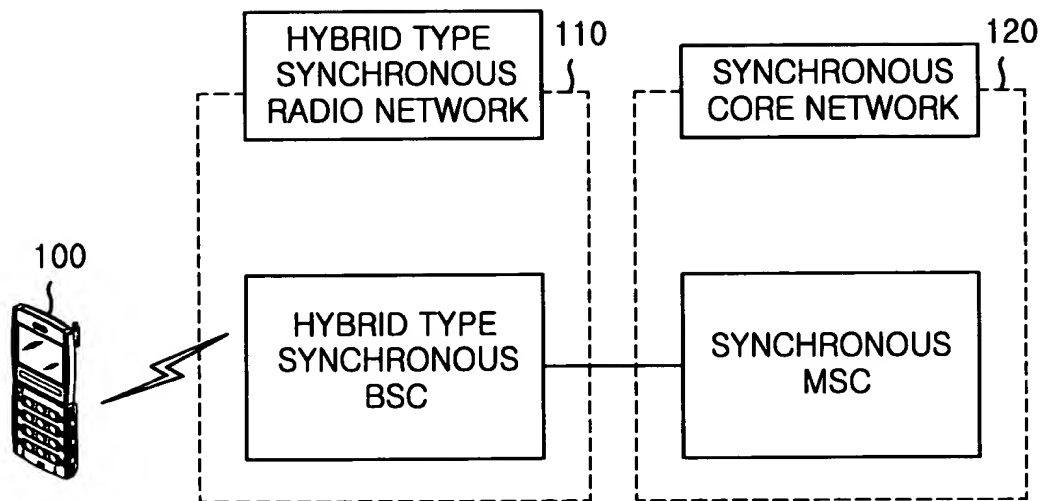 HYBRID TYPE
SYNCHRONOUS
RADIO NETWORK
110
SYNCHRONOUS
CORE NETWORK
120
100
HYBRID TYPE
SYNCHRONOUS
BSC
SYNCHRONOUS
MSC